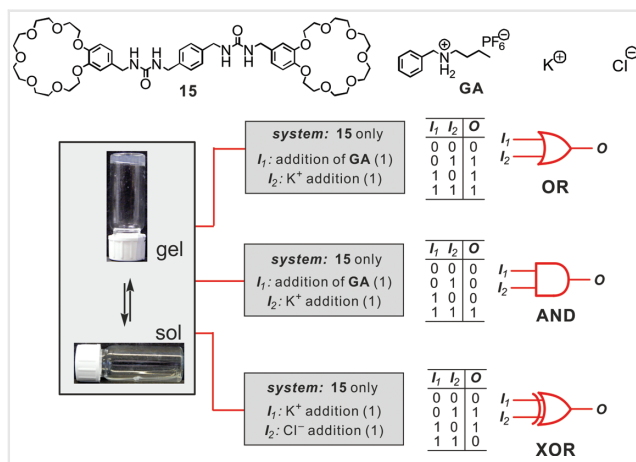 O O O O O O O N H N H O N H N H O O O O O O O O O
15
N H₂ ⊕ PF₆⊖
GA
K⊕
Cl⊖
gel
sol
system: 15 only
I₁: addition of GA (1)
I₂: K⁺ addition (1)
I₁ I₂ O
0 0 0
0 1 1
1 0 1
1 1 1
I₁
I₂
O
OR
system: 15 only
I₁: addition of GA (1)
I₂: K⁺ addition (1)
I₁ I₂ O
0 0 0
0 1 0
1 0 0
1 1 1
I₁
I₂
O
AND
system: 15 only
I₁: K⁺ addition (1)
I₂: Cl⁻ addition (1)
I₁ I₂ O
0 0 0
0 1 1
1 0 1
1 1 0
I₁
I₂
O
XOR